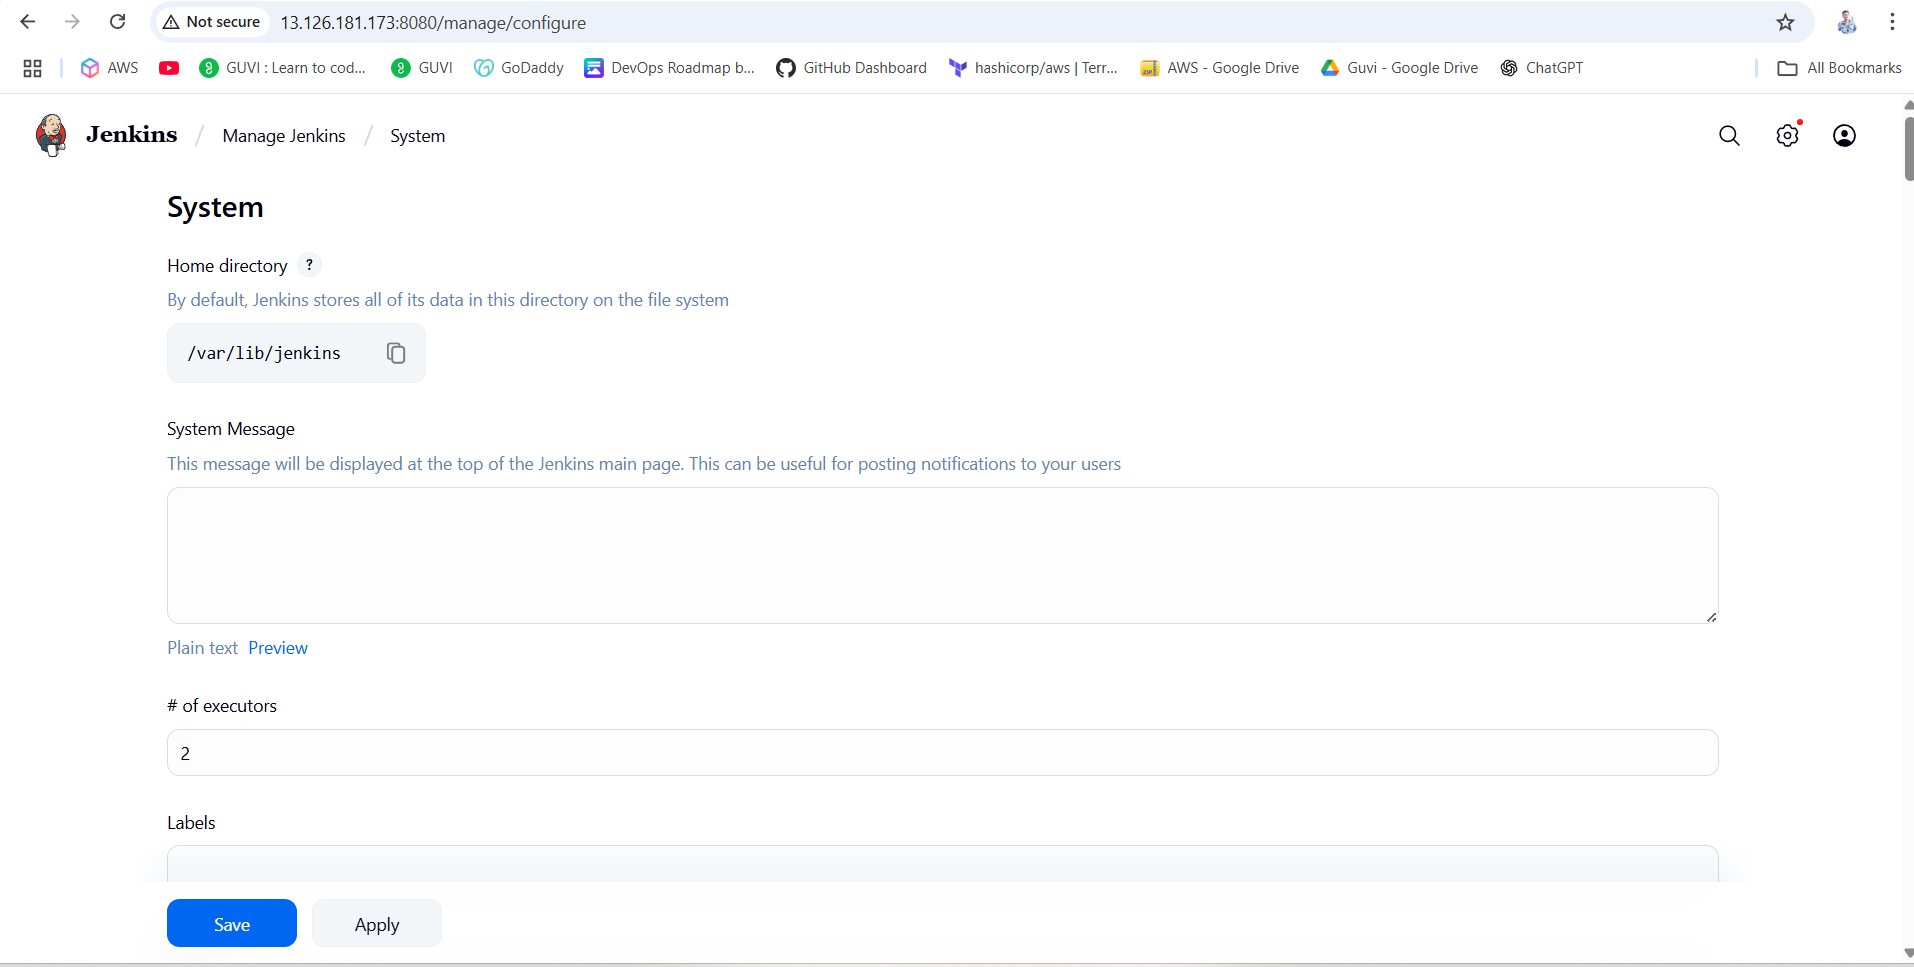 Not secure 13.126.181.173:8080/manage/configure
AWS GUVI : Learn to cod... GUVI GoDaddy DevOps Roadmap b... GitHub Dashboard hashicorp/aws | Terr... AWS - Google Drive Guvi - Google Drive ChatGPT All Bookmarks
Jenkins / Manage Jenkins / System
System
Home directory ?
By default, Jenkins stores all of its data in this directory on the file system
/var/lib/jenkins
System Message
This message will be displayed at the top of the Jenkins main page. This can be useful for posting notifications to your users
Plain text Preview
# of executors
2
Labels
Save Apply